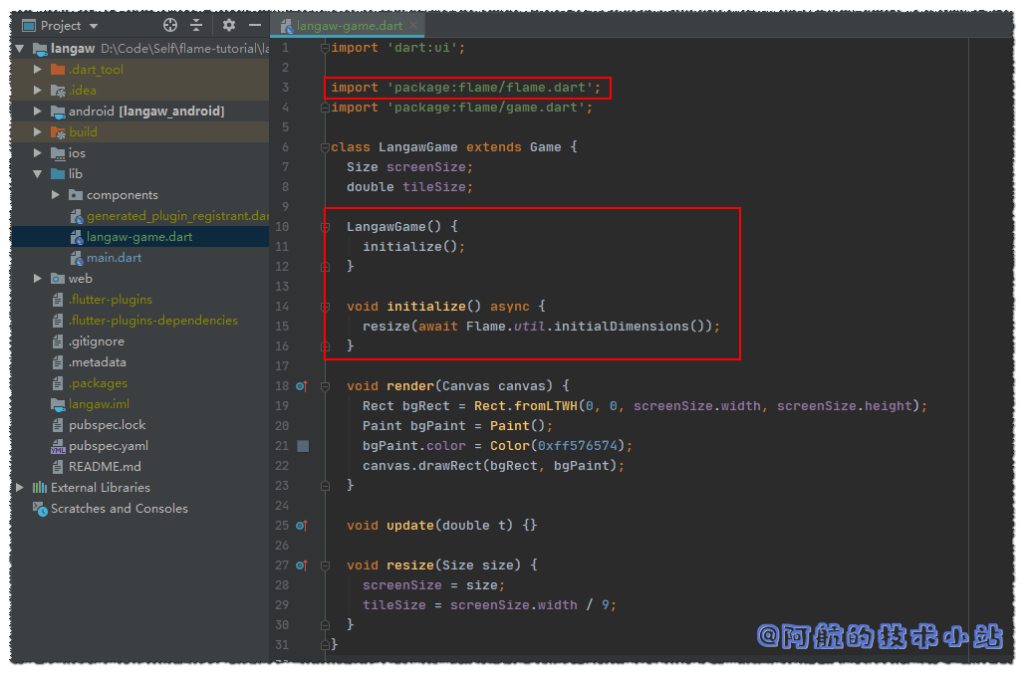 Project
langaw D:\Code\Self\flame-tutorial\la
.dart_tool
.idea
android [langaw_android]
build
ios
lib
components
generated_plugin_registrant.dar
langaw-game.dart
main.dart
web
.flutter-plugins
.flutter-plugins-dependencies
.gitignore
.metadata
.packages
langaw.iml
pubspec.lock
pubspec.yaml
README.md
External Libraries
Scratches and Consoles
langaw-game.dart
1 import 'dart:ui';
2
3 import 'package:flame/flame.dart';
4 import 'package:flame/game.dart';
5
6 class LangawGame extends Game {
7 Size screenSize;
8 double tileSize;
9
10 LangawGame() {
11 initialize();
12 }
13
14 void initialize() async {
15 resize(await Flame.util.initialDimensions());
16 }
17
18 void render(Canvas canvas) {
19 Rect bgRect = Rect.fromLTWH(0, 0, screenSize.width, screenSize.height);
20 Paint bgPaint = Paint();
21 bgPaint.color = Color(0xff576574);
22 canvas.drawRect(bgRect, bgPaint);
23 }
24
25 void update(double t) {}
26
27 void resize(Size size) {
28 screenSize = size;
29 tileSize = screenSize.width / 9;
30 }
31 }
@阿航的技术小站